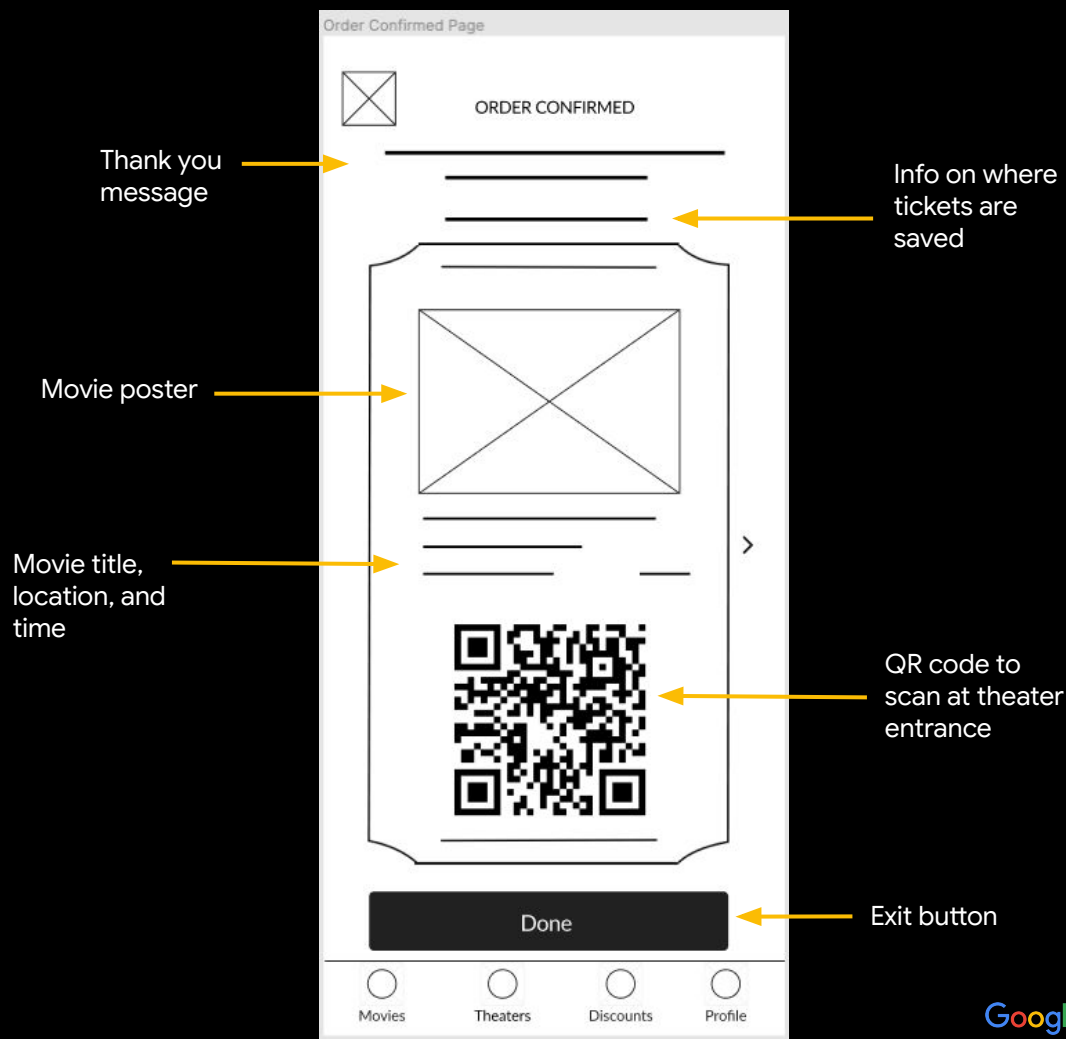 Order Confirmed Page
ORDER CONFIRMED
Thank you
message
Info on where
tickets are
saved
Movie poster
Movie title,
location, and
time
QR code to
scan at theater
entrance
Done
Exit button
Movies
Theaters
Discounts
Profile